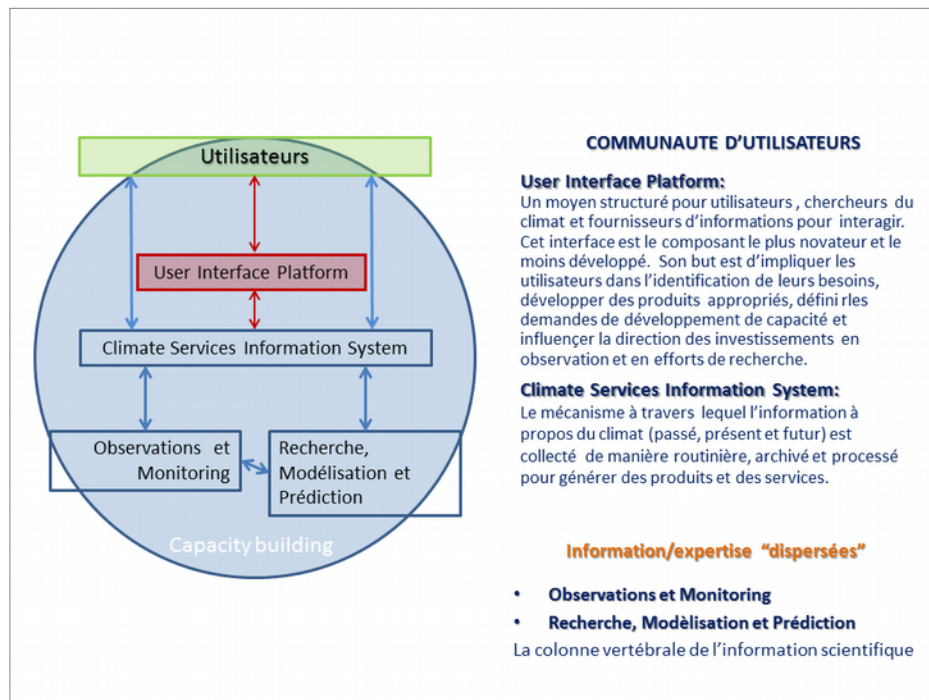 Utilisateurs
User Interface Platform
Climate Services Information System
Observations et
Monitoring
Recherche,
Modélisation et
Prédiction
Capacity building
COMMUNAUTE D'UTILISATEURS
User Interface Platform:
Un moyen structuré pour utilisateurs , chercheurs du
climat et fournisseurs d'informations pour interagir.
Cet interface est le composant le plus novateur et le
moins développé. Son but est d'impliquer les
utilisateurs dans l'identification de leurs besoins,
développer des produits appropriés, défini rles
demandes de développement de capacité et
influençer la direction des investissements en
observation et en efforts de recherche.
Climate Services Information System:
Le mécanisme à travers lequel l'information à
propos du climat (passé, présent et futur) est
collecté de manière routinière, archivé et processé
pour générer des produits et des services.
Information/expertise "dispersées"
• Observations et Monitoring
• Recherche, Modèlisation et Prédiction
La colonne vertébrale de l'information scientifique